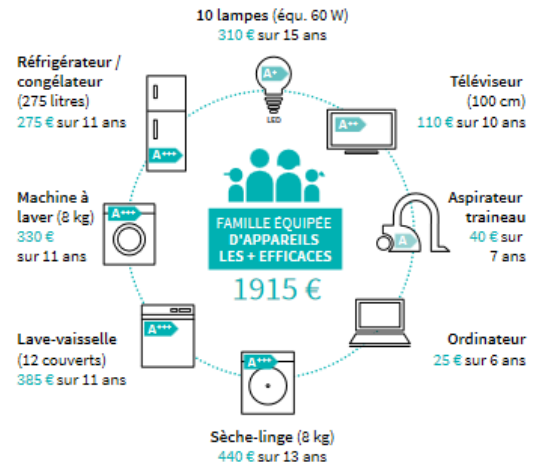 10 lampes (équ. 60 W)
310 € sur 15 ans
A+
LED
Réfrigérateur /
congélateur
(275 litres)
275 € sur 11 ans
A+++
Téléviseur
(100 cm)
110 € sur 10 ans
A++
Machine à
laver (8 kg)
330 €
sur 11 ans
A+++
Aspirateur
traineau
40 € sur
7 ans
A
FAMILLE ÉQUIPÉE
D'APPAREILS
LES + EFFICACES
1915 €
Lave-vaisselle
(12 couverts)
385 € sur 11 ans
A+++
Ordinateur
25 € sur 6 ans
A+++
Sèche-linge (8 kg)
440 € sur 13 ans